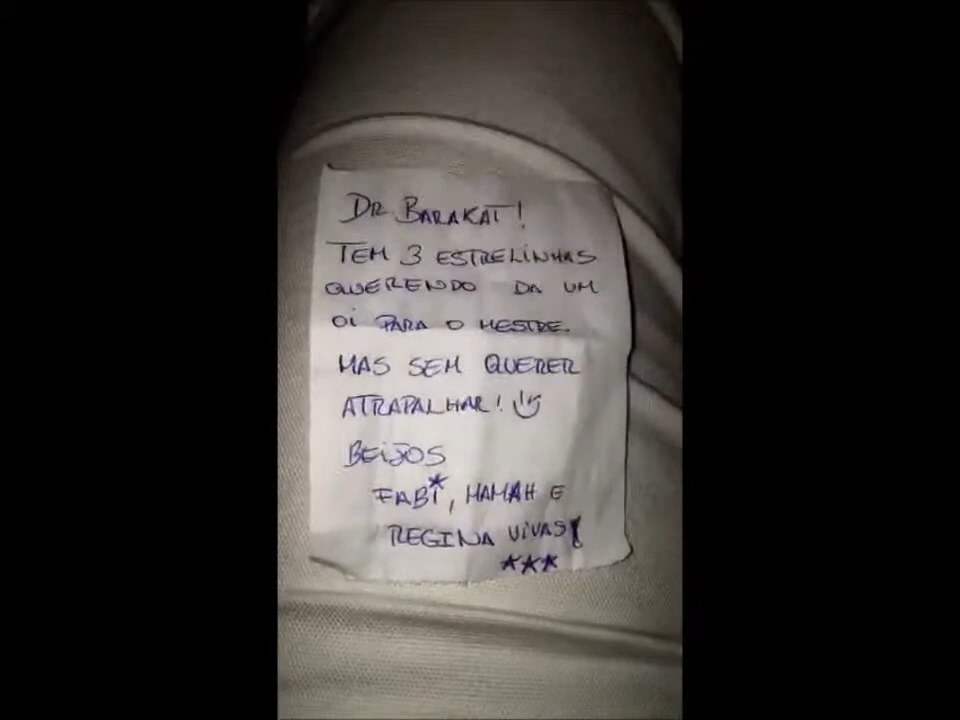 DR BARAKAT!
TEM 3 ESTRELINHAS
QUERENDO DA UM
OI PARA O MESTRE.
MAS SEM QUERER
ATRAPALHAR!
BEIJOS
FABI*, MAMAH E
REGINA VIVAS!
***